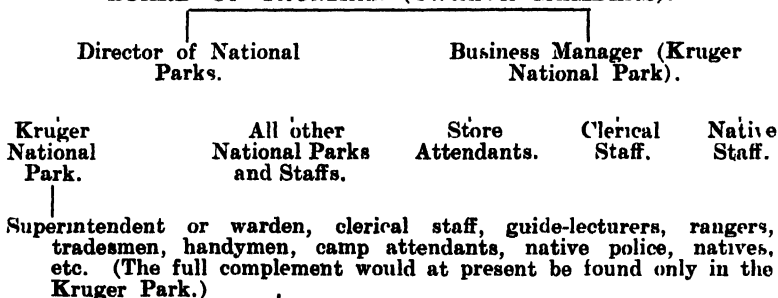 Director of National
Parks.
Business Manager (Kruger
National Park).
Kruger
National
Park.
All other
National Parks
and Staffs.
Store
Attendants.
Clerical
Staff.
Native
Staff.
Superintendent or warden, clerical staff, guide-lecturers, rangers,
tradesmen, handymen, camp attendants, native police, natives,
etc. (The full complement would at present be found only in the
Kruger Park.)